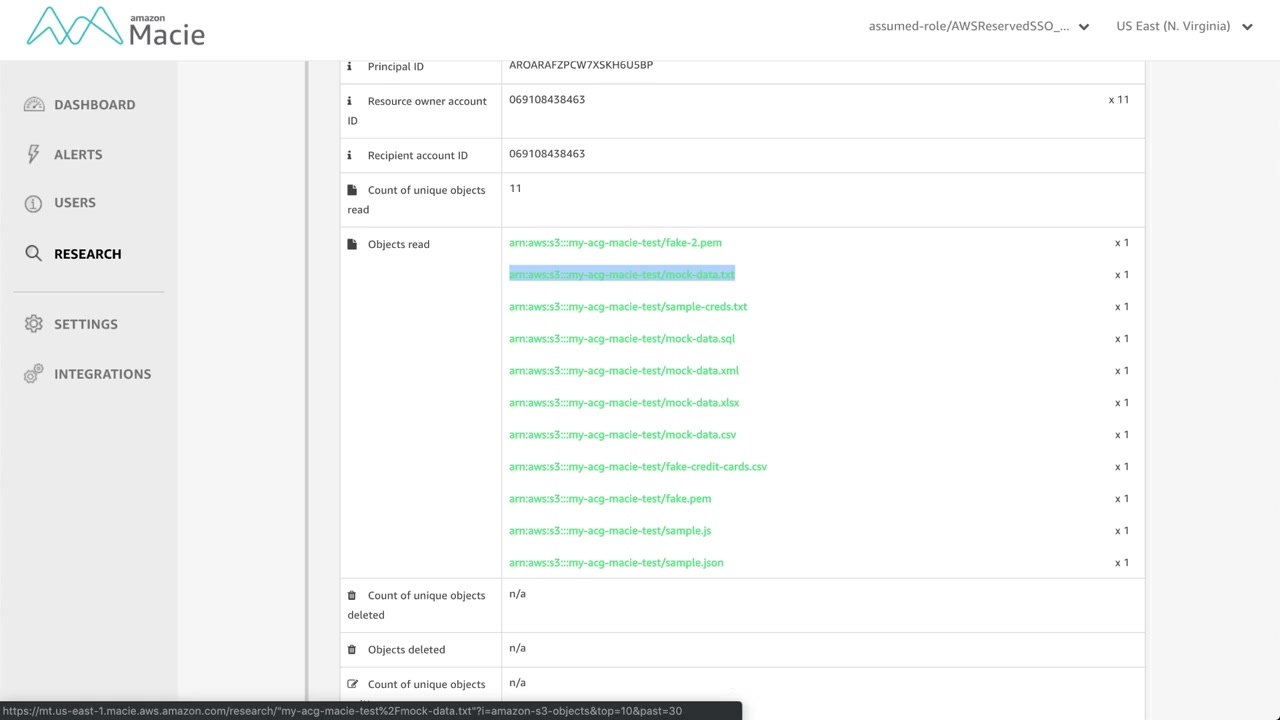 amazon
Macie
assumed-role/AWSReservedSSO_...
US East (N. Virginia)
DASHBOARD
ALERTS
USERS
RESEARCH
SETTINGS
INTEGRATIONS
Principal ID
AROARAFZPCW7XSKH6U5BP
Resource owner account
ID
069108438463
x 11
Recipient account ID
069108438463
Count of unique objects
read
11
Objects read
arn:aws:s3:::my-acg-macie-test/fake-2.pem
x 1
arn:aws:s3:::my-acg-macie-test/mock-data.txt
x 1
arn:aws:s3:::my-acg-macie-test/sample-creds.txt
x 1
arn:aws:s3:::my-acg-macie-test/mock-data.sql
x 1
arn:aws:s3:::my-acg-macie-test/mock-data.xml
x 1
arn:aws:s3:::my-acg-macie-test/mock-data.xlsx
x 1
arn:aws:s3:::my-acg-macie-test/mock-data.csv
x 1
arn:aws:s3:::my-acg-macie-test/fake-credit-cards.csv
x 1
arn:aws:s3:::my-acg-macie-test/fake.pem
x 1
arn:aws:s3:::my-acg-macie-test/sample.js
x 1
arn:aws:s3:::my-acg-macie-test/sample.json
x 1
Count of unique objects
deleted
n/a
Objects deleted
n/a
Count of unique objects
n/a
https://mt.us-east-1.macie.aws.amazon.com/research/"my-acg-macie-test%2Fmock-data.txt"?i=amazon-s3-objects&top=10&past=30